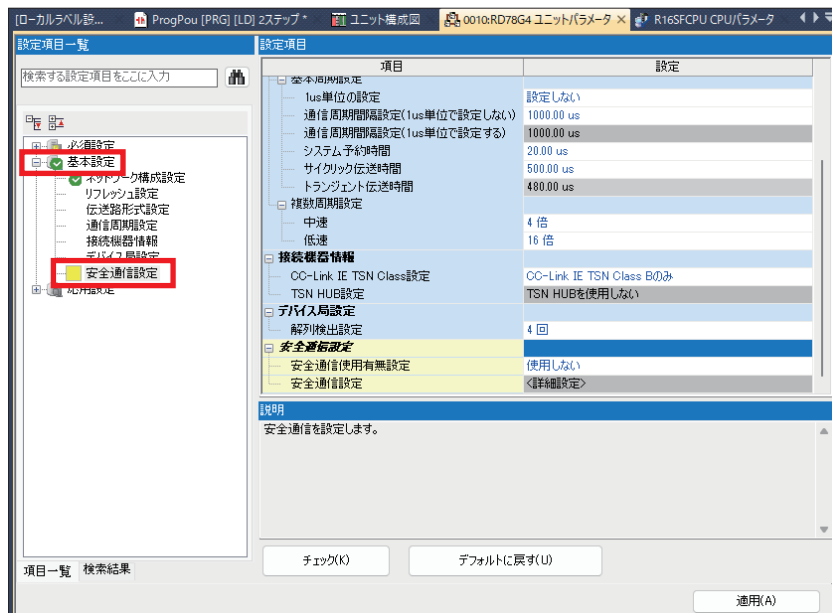 [ローカルラベル設...
ProgPou [PRG] [LD] 2ステップ *
ユニット構成図
0010:RD78G4 ユニットパラメータ
R16SFCPU CPUパラメータ
設定項目一覧
検索する設定項目をここに入力
必須設定
基本設定
ネットワーク構成設定
リフレッシュ設定
伝送路形式設定
通信周期設定
接続機器情報
デバイス局設定
安全通信設定
応用設定
項目一覧
検索結果
設定項目
項目 設定
基本周期設定
1us単位の設定 設定しない
通信周期間隔設定(1us単位で設定しない) 1000.00 us
通信周期間隔設定(1us単位で設定する) 1000.00 us
システム予約時間 20.00 us
サイクリック伝送時間 500.00 us
トランジェント伝送時間 480.00 us
複数周期設定
中速 4 倍
低速 16 倍
接続機器情報
CC-Link IE TSN Class設定 CC-Link IE TSN Class Bのみ
TSN HUB設定 TSN HUBを使用しない
デバイス局設定
解列検出設定 4 回
安全通信設定
安全通信使用有無設定 使用しない
安全通信設定 <詳細設定>
説明
安全通信を設定します。
チェック(K)
デフォルトに戻す(U)
適用(A)